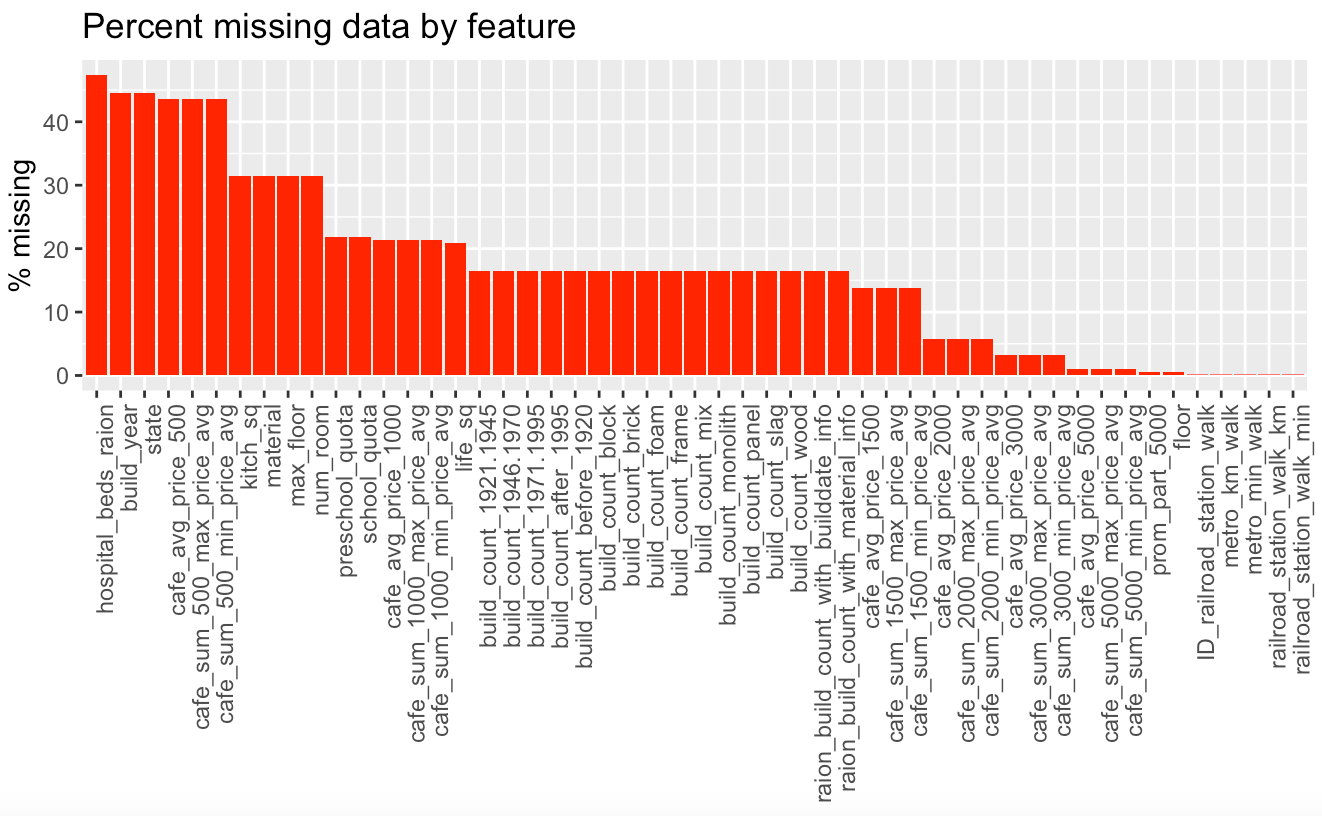 Percent missing data by feature
% missing
40
30
20
10
0
hospital_beds_raion
build_year
state
cafe_avg_price_500
cafe_sum_500_max_price_avg
cafe_sum_500_min_price_avg
kitch_sq
material
max_floor
num_room
preschool_quota
school_quota
cafe_avg_price_1000
cafe_sum_1000_max_price_avg
cafe_sum_1000_min_price_avg
life_sq
build_count_1921.1945
build_count_1946.1970
build_count_1971.1995
build_count_after_1995
build_count_before_1920
build_count_block
build_count_brick
build_count_foam
build_count_frame
build_count_mix
build_count_monolith
build_count_panel
build_count_slag
build_count_wood
raion_build_count_with_builddate_info
raion_build_count_with_material_info
cafe_avg_price_1500
cafe_sum_1500_max_price_avg
cafe_sum_1500_min_price_avg
cafe_avg_price_2000
cafe_sum_2000_max_price_avg
cafe_sum_2000_min_price_avg
cafe_avg_price_3000
cafe_sum_3000_max_price_avg
cafe_sum_3000_min_price_avg
cafe_avg_price_5000
cafe_sum_5000_max_price_avg
cafe_sum_5000_min_price_avg
prom_part_5000
floor
ID_railroad_station_walk
metro_km_walk
metro_min_walk
railroad_station_walk_km
railroad_station_walk_min